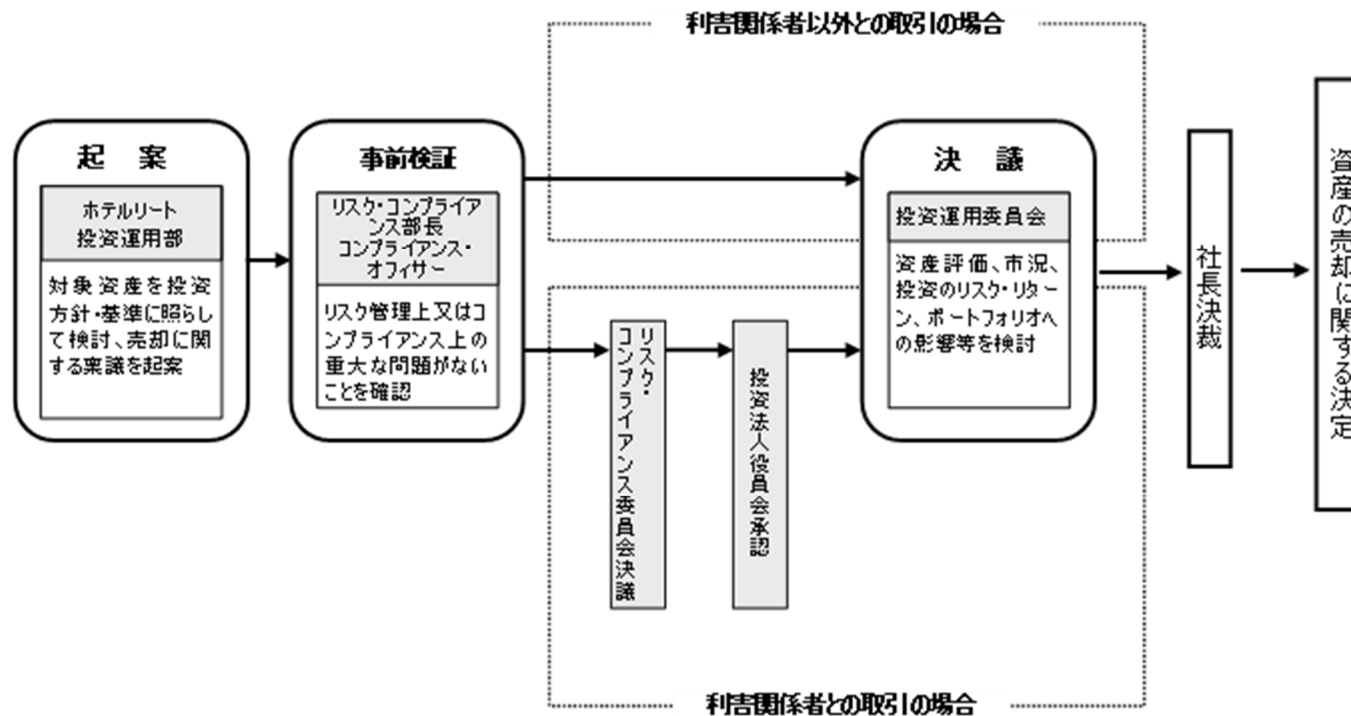 利害関係者以外との取引の場合
起 案
ホテルリート
投資運用部
対象資産を投資
方針・基準に照らし
て検討、売却に関
する稟議を起案
事前検証
リスク・コンプライア
ンス部長
コンプライアンス・
オフィサー
リスク管理上又はコ
ンプライアンス上の
重大な問題がない
ことを確認
リスク・
コンプライアンス委員会決議
投資法人役員会承認
決 議
投資運用委員会
資産評価、市況、
投資のリスク・リター
ン、ポートフォリオへ
の影響等を検討
社長決裁
資産の売却に関する決定
利害関係者との取引の場合